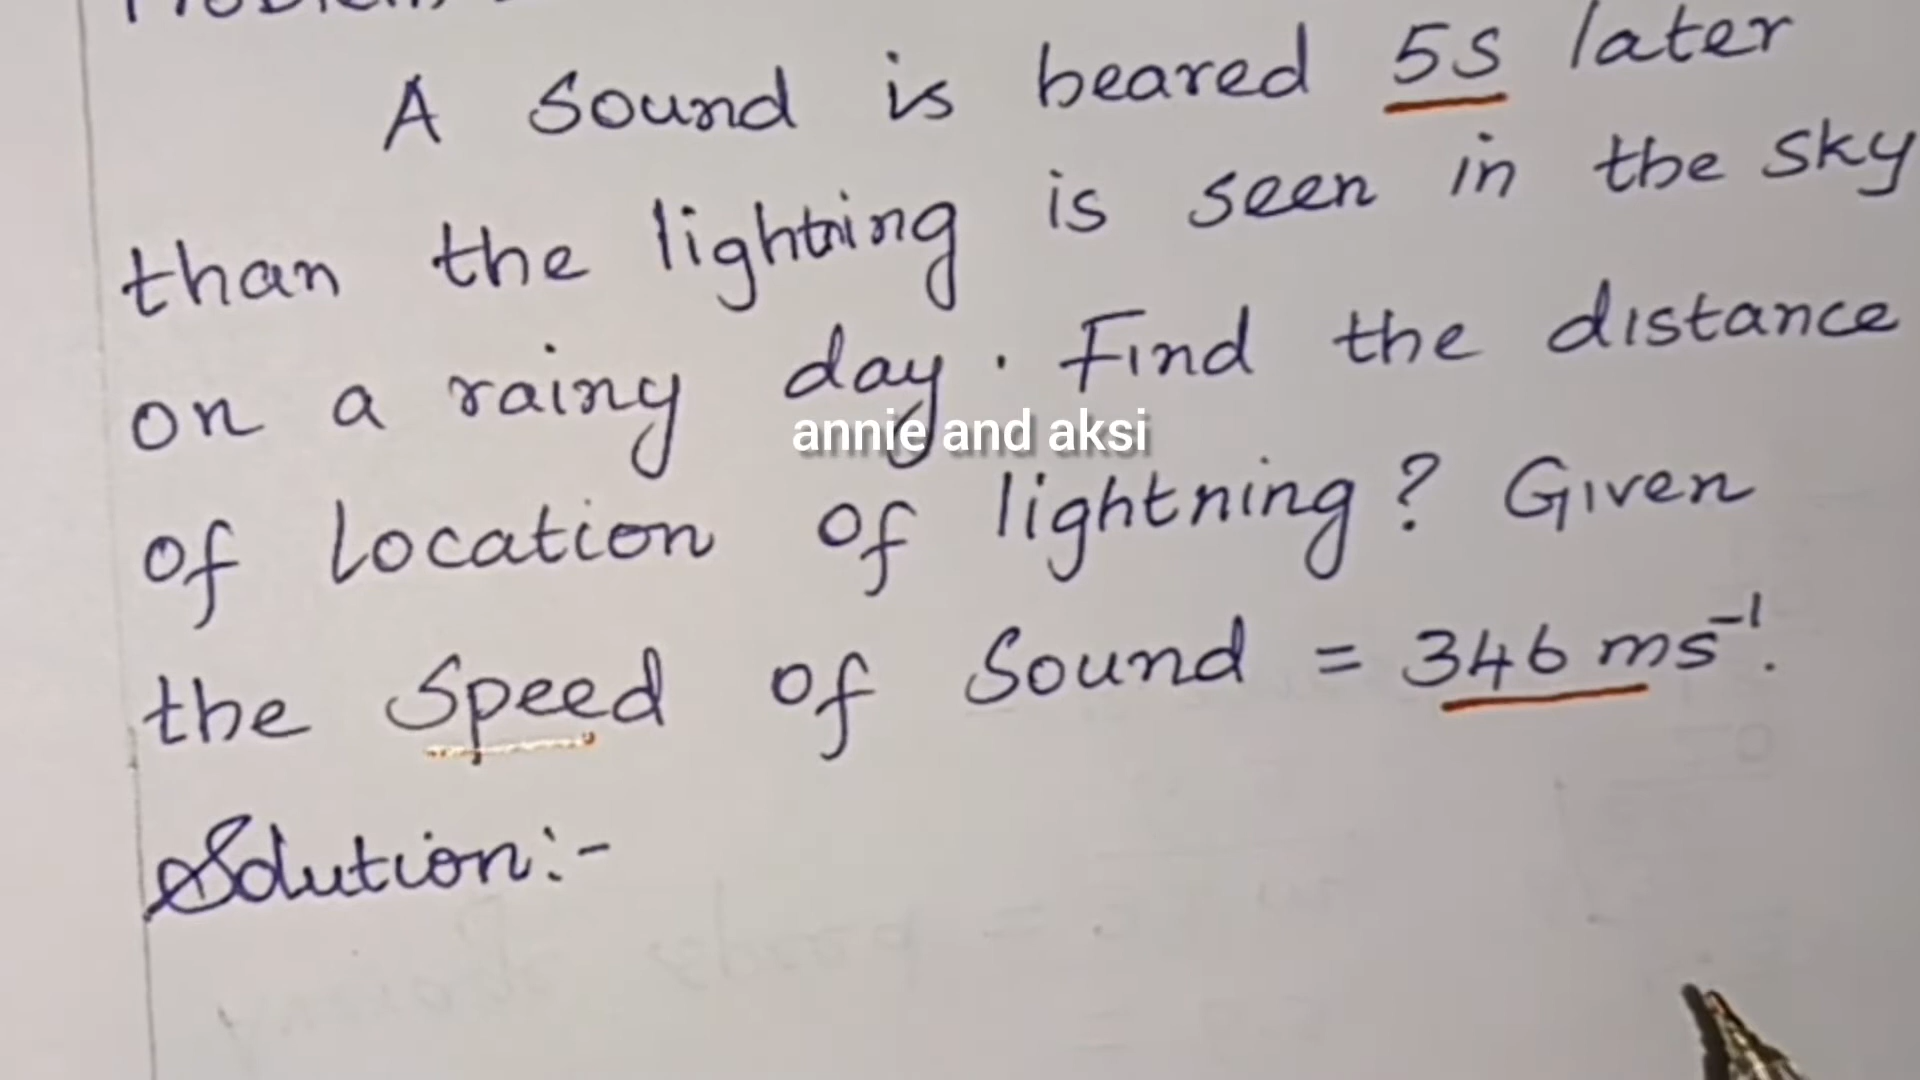 A Sound is heared 5s later
than the lightning is seen in the sky
on a rainy day. Find the distance
annie and aksi
of location of lightning? Given
the Speed of Sound = 346 ms⁻¹.
Solution:-